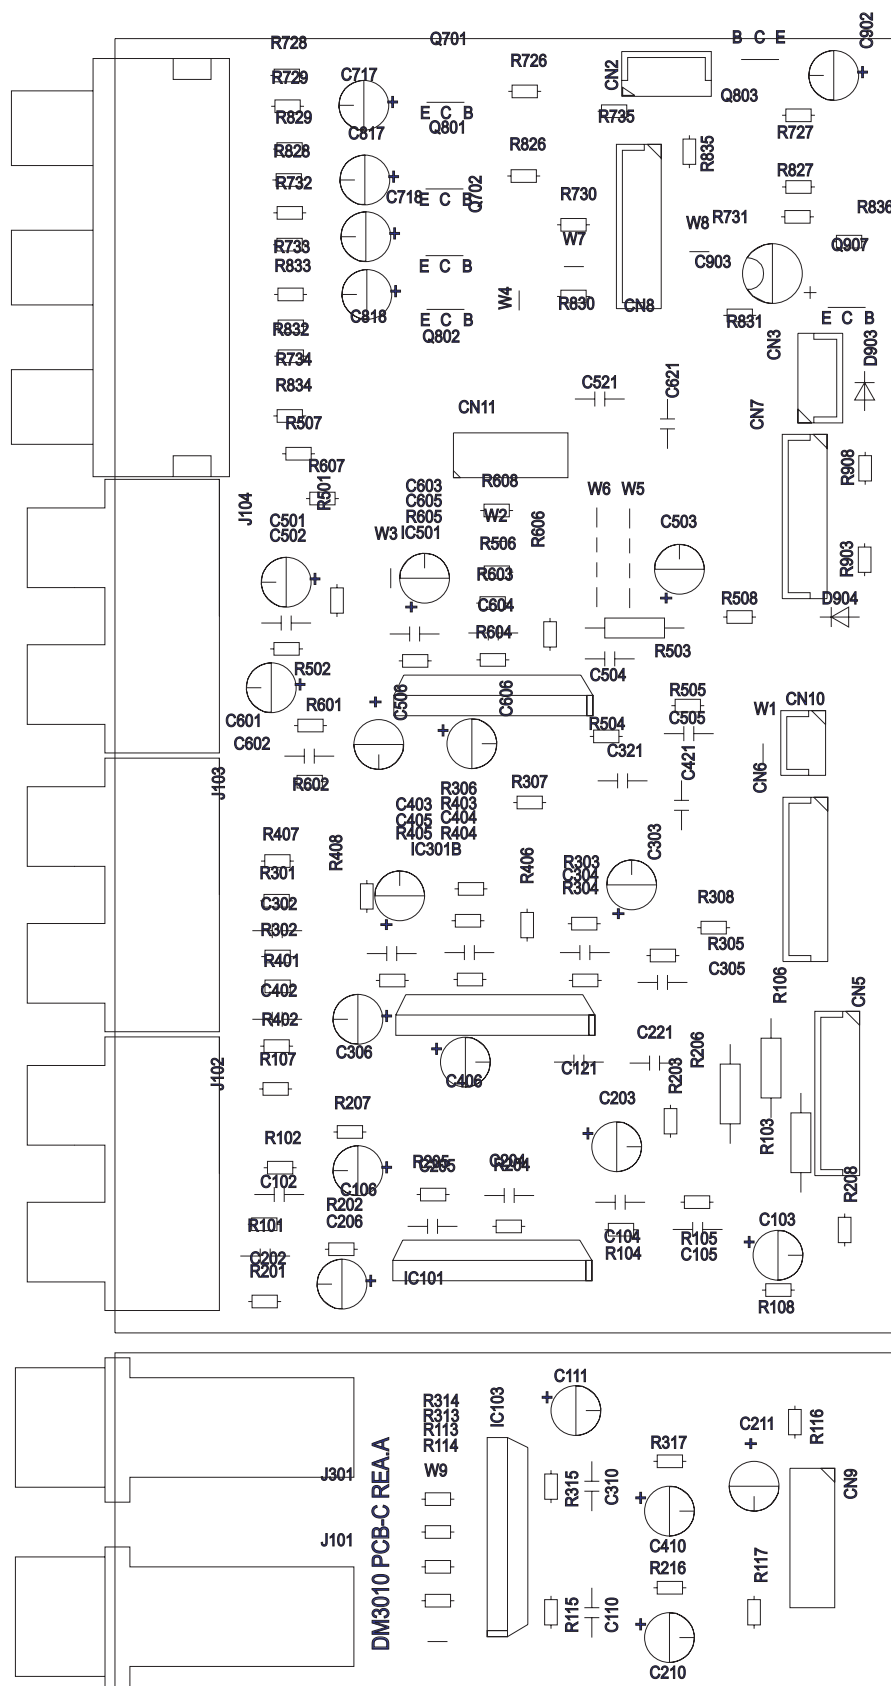 R728
Q701
B C E
C902
R729
C717
R726
CN2
Q803
R829
E C B
R735
R727
C817
Q801
R828
R826
R835
R827
R732
C718
E C B
Q702
R730
W8
R731
R836
R733
W7
C903
Q907
R833
E C B
W4
R830
CN8
R831
C818
E C B
E C B
R832
Q802
CN3
D903
R734
R834
C521
C621
R507
CN11
CN7
R607
C603
R608
R908
R501
C605
W6
W5
J104
R605
W2
C501
IC501
C503
C502
W3
R506
R606
R903
R603
C604
R508
D904
R604
R503
R502
C504
R601
C506
C606
R505
CN10
C601
R504
C505
W1
C602
C321
C421
CN6
J103
R602
R306
R307
C403
R403
C405
C404
R405
R404
R407
R408
IC301B
C303
R301
R406
R303
C304
C302
R304
R308
R302
R305
R401
C305
R106
CN5
C402
R402
C306
C221
R206
R107
J102
C406
C121
R203
R207
C203
R103
R102
R205
C204
R208
C205
R204
C102
C106
R202
R101
C206
C104
R105
C103
C202
R104
C105
R201
IC101
R108
C111
R314
IC103
R313
C211
R116
R113
R114
R317
J301
W9
R315
C310
CN9
J101
C410
DM3010 PCB-C REA.A
R216
R117
R115
C110
C210